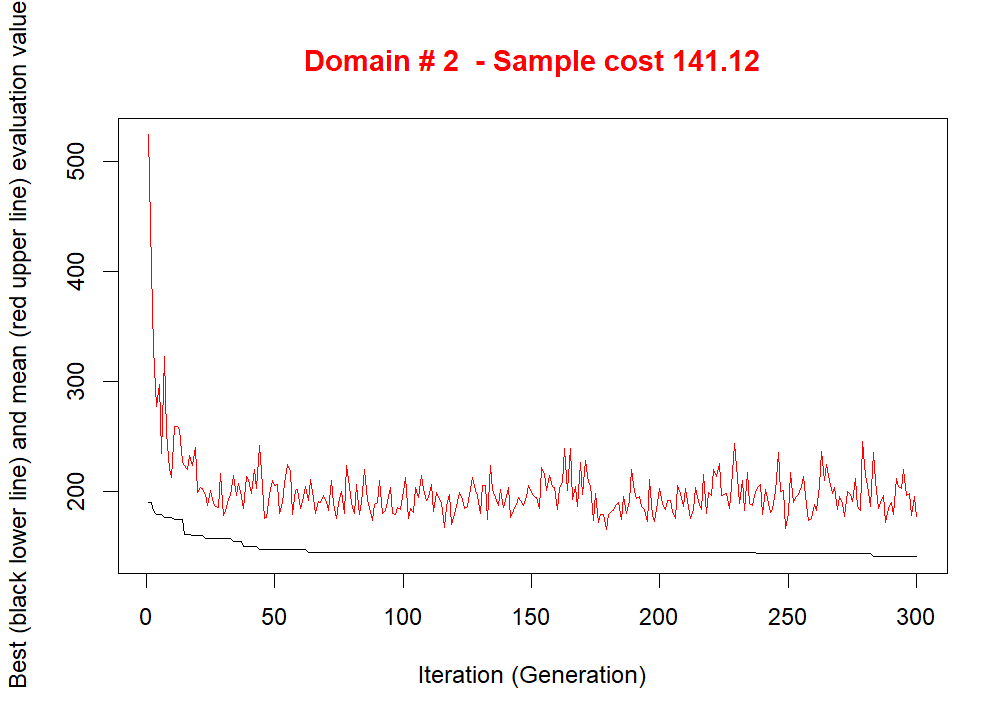 Domain # 2  - Sample cost 141.12
Best (black lower line) and mean (red upper line) evaluation value
500
400
300
200
0 50 100 150 200 250 300
Iteration (Generation)